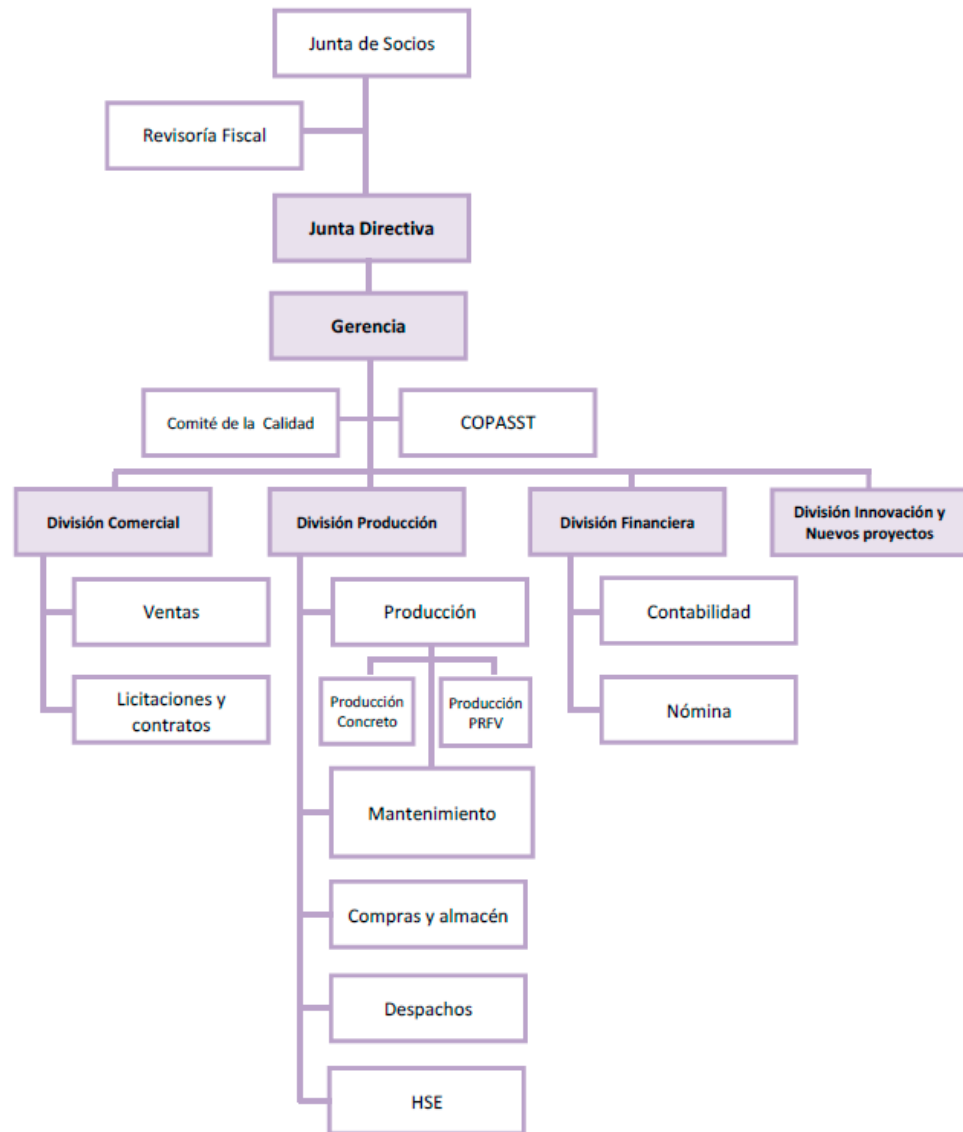 Junta de Socios
Revisoría Fiscal
Junta Directiva
Gerencia
Comité de la Calidad
COPASST
División Comercial
División Producción
División Financiera
División Innovación y
Nuevos proyectos
Ventas
Producción
Contabilidad
Licitaciones y
contratos
Producción
Concreto
Producción
PRFV
Nómina
Mantenimiento
Compras y almacén
Despachos
HSE